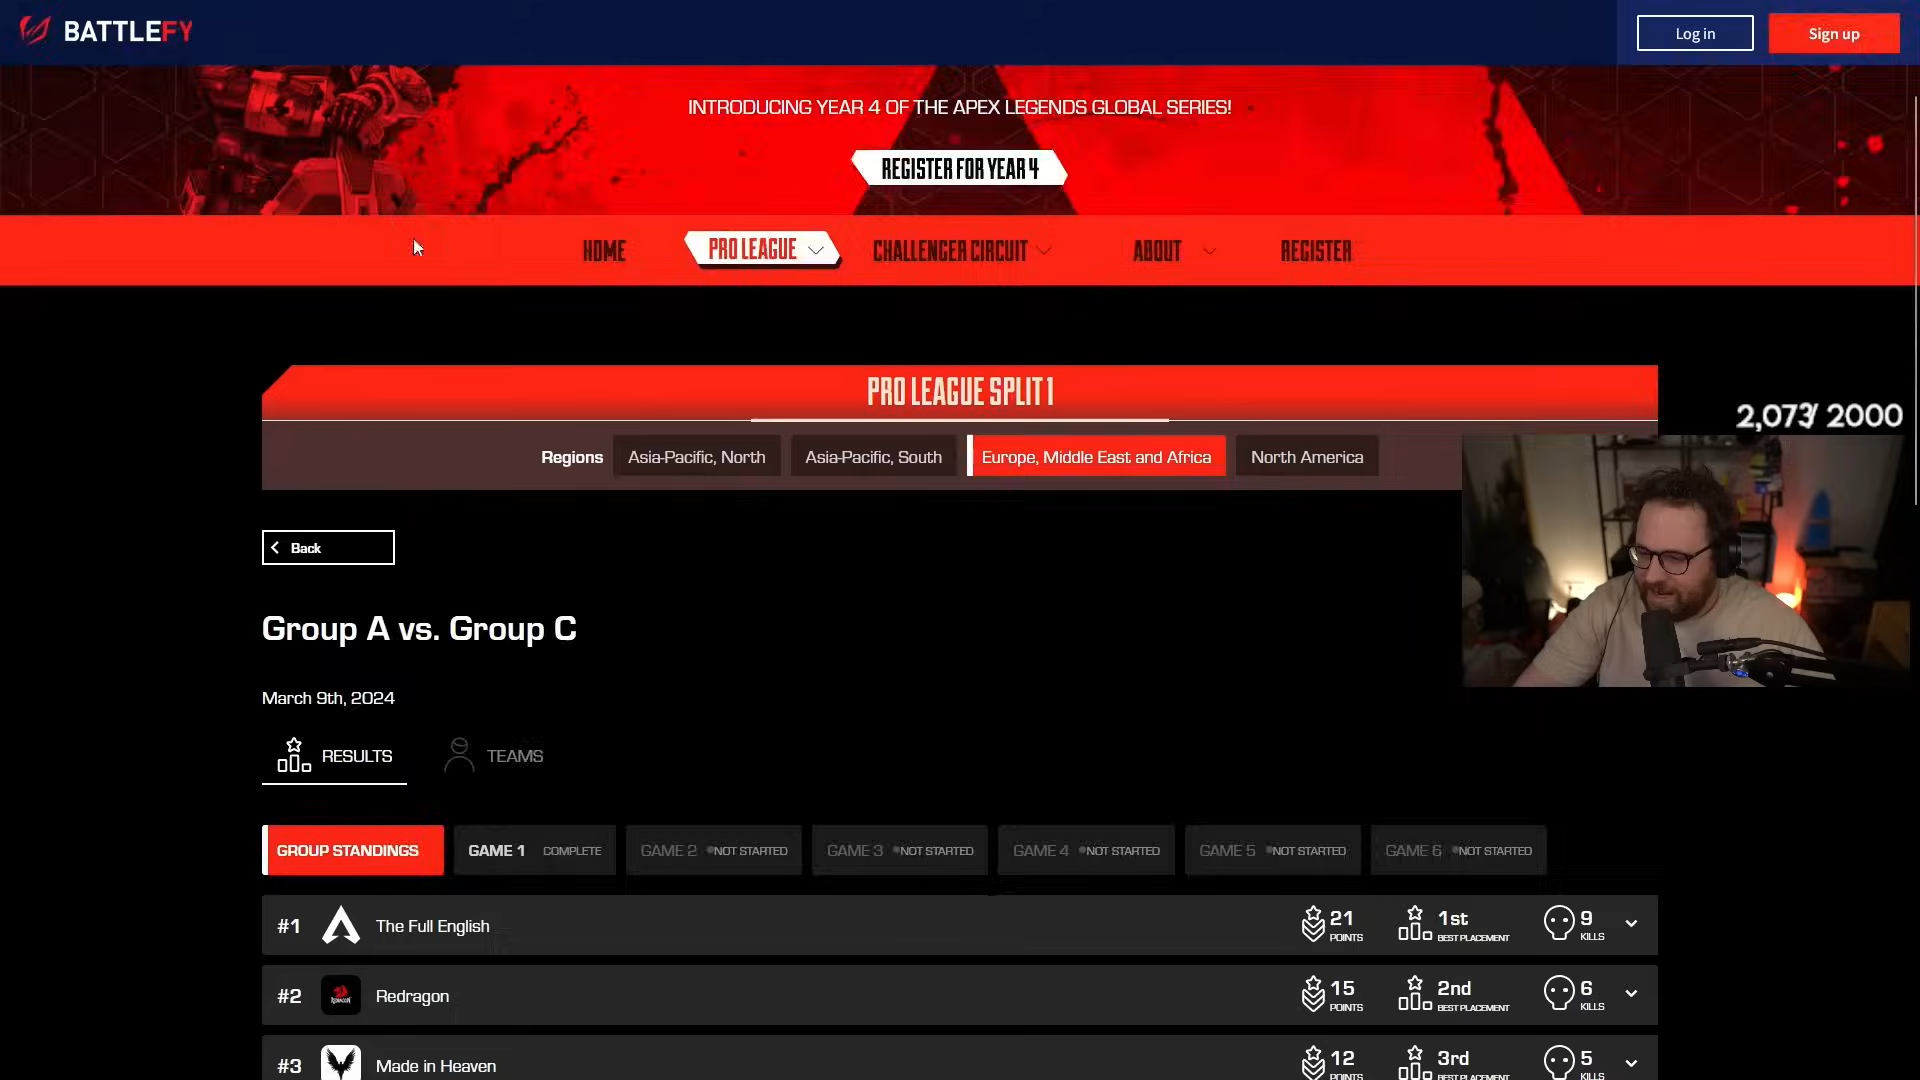 BATTLEFY
Log in
Sign up
INTRODUCING YEAR 4 OF THE APEX LEGENDS GLOBAL SERIES!
REGISTER FOR YEAR 4
HOME
PRO LEAGUE
CHALLENGER CIRCUIT
ABOUT
REGISTER
PRO LEAGUE SPLIT 1
2,073/ 2000
Regions
Asia-Pacific, North
Asia-Pacific, South
Europe, Middle East and Africa
North America
Back
Group A vs. Group C
March 9th, 2024
RESULTS
TEAMS
GROUP STANDINGS
GAME 1 COMPLETE
GAME 2 NOT STARTED
GAME 3 NOT STARTED
GAME 4 NOT STARTED
GAME 5 NOT STARTED
GAME 6 NOT STARTED
#1 The Full English 21 POINTS 1st BEST PLACEMENT 9 KILLS
#2 REDRAGON Redragon 15 POINTS 2nd BEST PLACEMENT 6 KILLS
#3 Made in Heaven 12 POINTS 3rd BEST PLACEMENT 5 KILLS